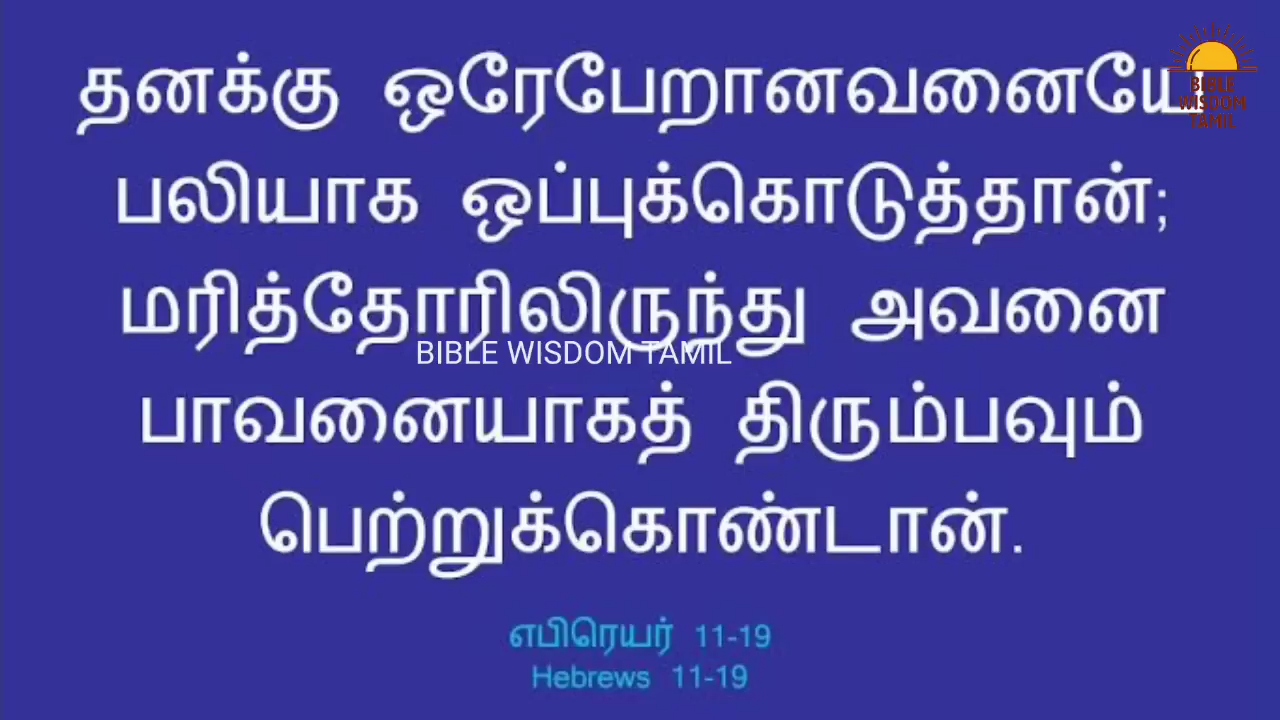 தனக்கு ஒரேபேறானவனையே
பலியாக ஒப்புக்கொடுத்தான்;
மரித்தோரிலிருந்து அவனை
பாவனையாகத் திரும்பவும்
பெற்றுக்கொண்டான்.
எபிரெயர் 11-19
Hebrews 11-19
BIBLE WISDOM TAMIL
BIBLE
WISDOM
TAMIL